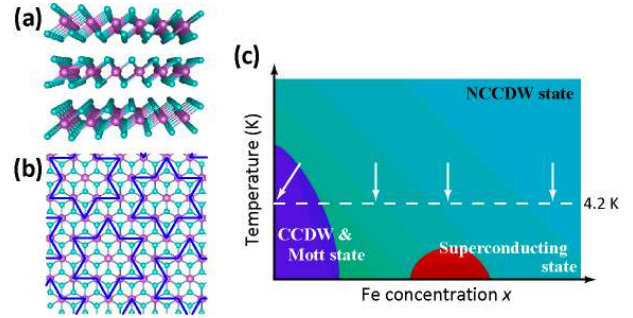 (a)
(b)
(c)
NCCDW state
Temperature (K)
4.2 K
CCDW &
Mott state
Superconducting
state
Fe concentration x